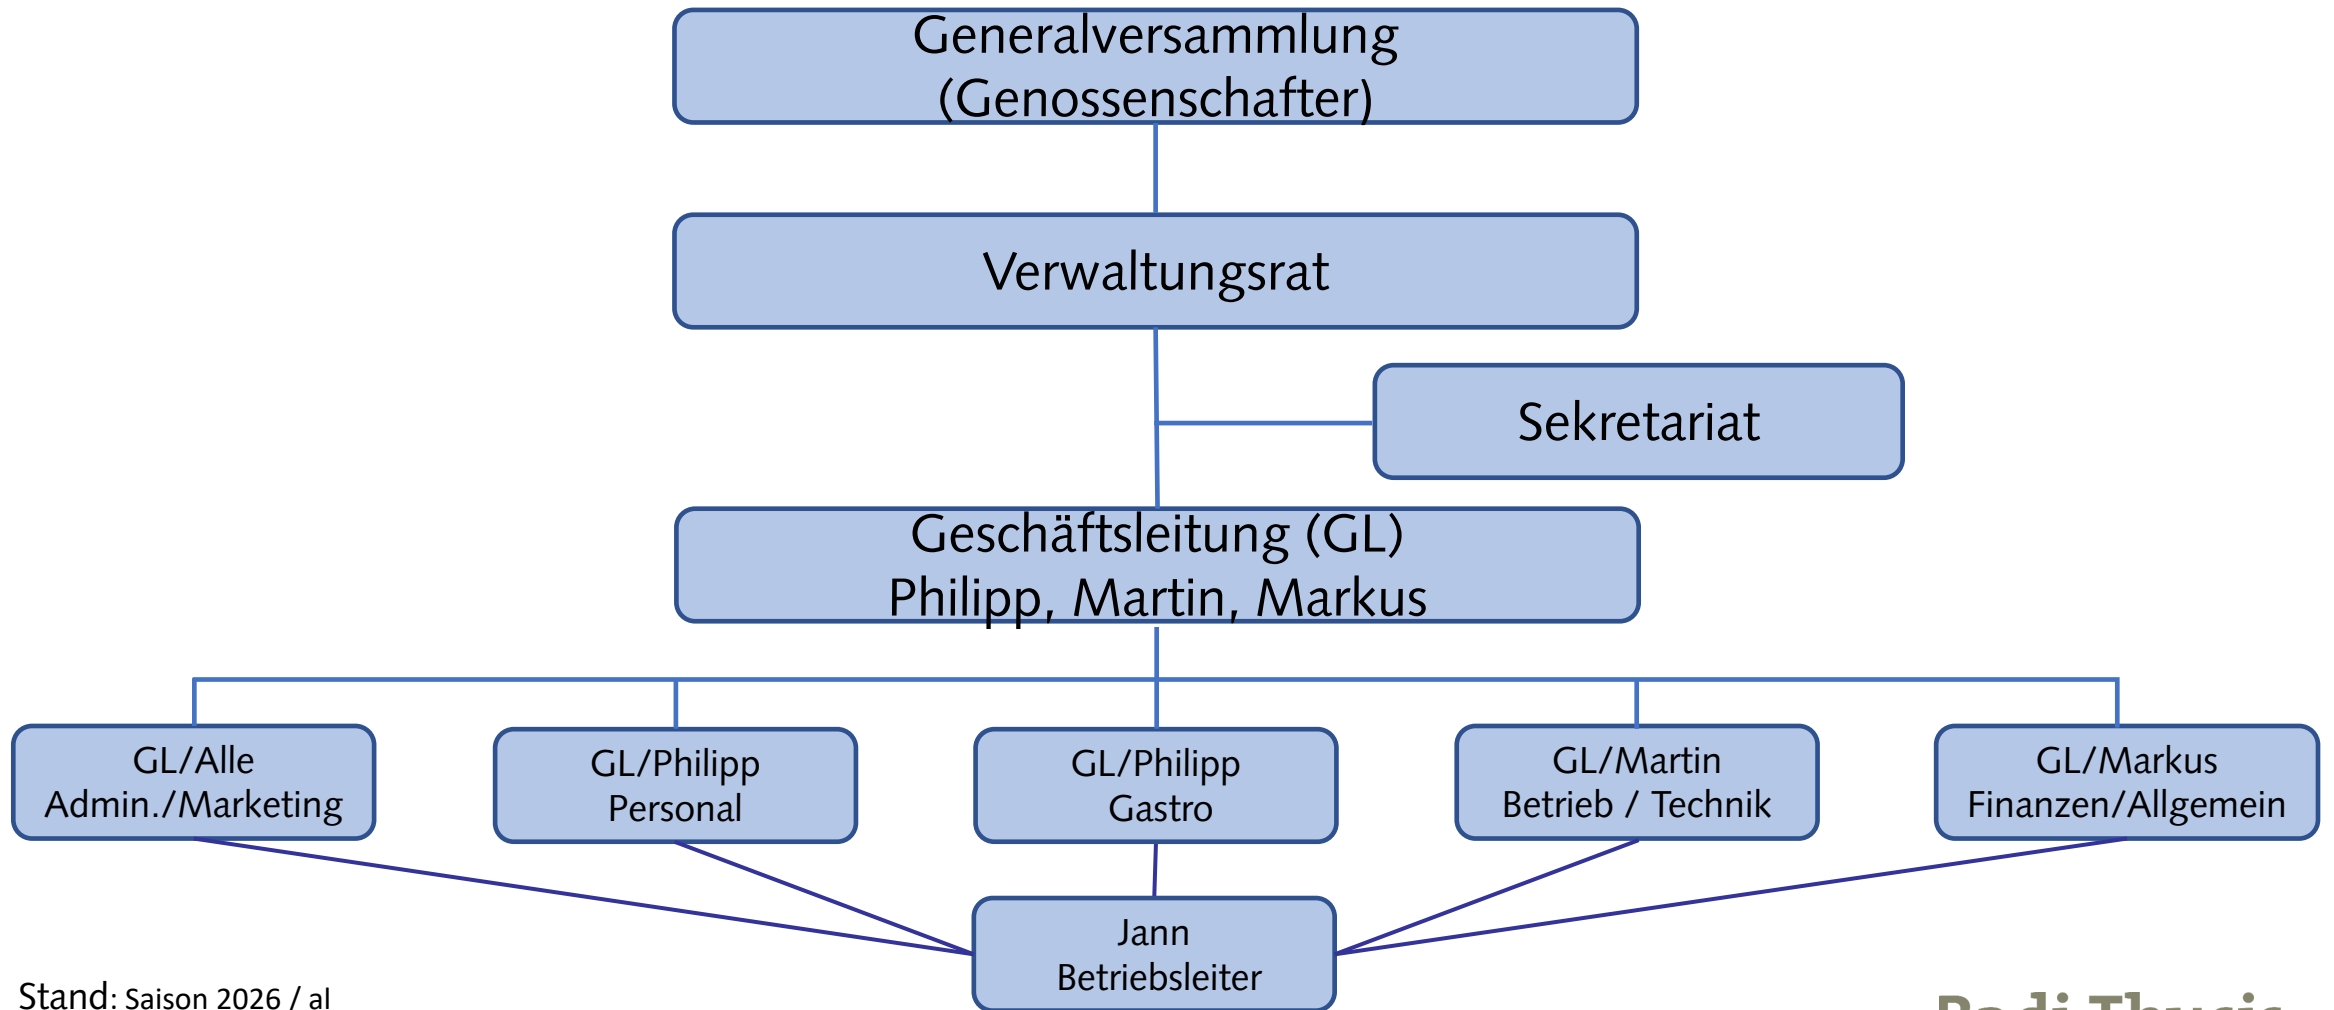 Generalversammlung
(Genossenschafter)
Verwaltungsrat
Sekretariat
Geschäftsleitung (GL)
Philipp, Martin, Markus
GL/Alle
Admin./Marketing
GL/Philipp
Personal
GL/Philipp
Gastro
GL/Martin
Betrieb / Technik
GL/Markus
Finanzen/Allgemein
Jann
Betriebsleiter
Stand: Saison 2026 / al